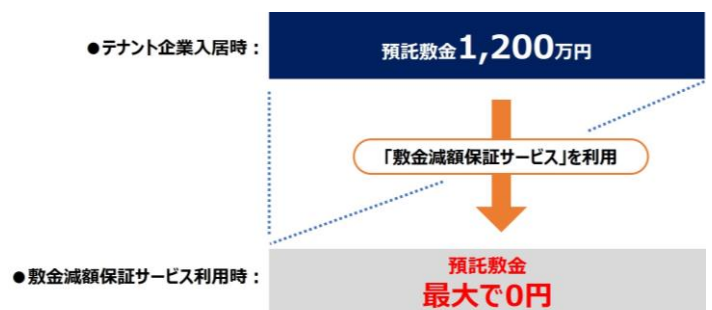 ●テナント企業入居時：
預託敷金1,200万円
「敷金減額保証サービス」を利用
●敷金減額保証サービス利用時：
預託敷金
最大で0円